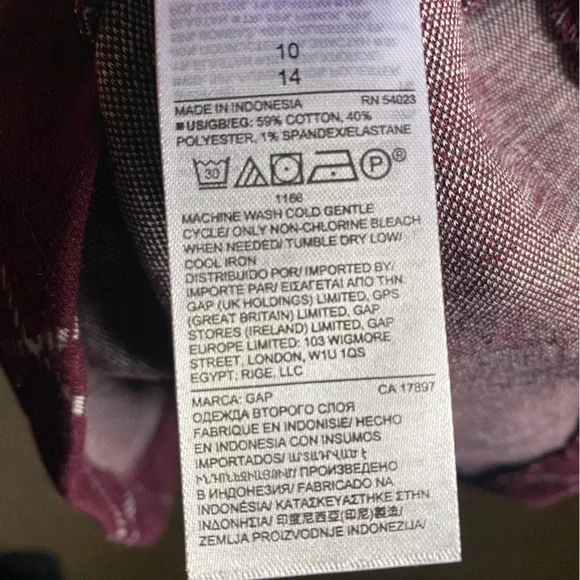 10
14
MADE IN INDONESIA RN 54023
■US/GB/EG: 59% COTTON, 40%
POLYESTER, 1% SPANDEX/ELASTANE
30 P®
1166
MACHINE WASH COLD GENTLE
CYCLE/ ONLY NON-CHLORINE BLEACH
WHEN NEEDED/ TUMBLE DRY LOW/
COOL IRON
DISTRIBUIDO POR/ IMPORTED BY/
IMPORTE PAR/ ΕΙΣΑΓΕΤΑΙ ΑΠΟ ΤΗΝ:
GAP (UK HOLDINGS) LIMITED, GPS
(GREAT BRITAIN) LIMITED, GAP
STORES (IRELAND) LIMITED, GAP
EUROPE LIMITED: 103 WIGMORE
STREET, LONDON, W1U 1QS
EGYPT: RIGE, LLC
MARCA: GAP CA 17897
ОДЕЖДА ВТОРОГО СЛОЯ
FABRIQUE EN INDONISIE/ HECHO
EN INDONESIA CON INSUMOS
IMPORTADOS/
ПРОИЗВЕДЕНО
В ИНДОНЕЗИЯ/ FABRICADO NA
INDONÉSIA/ ΚΑΤΑΣΚΕΥΑΣΤΗΚΕ ΣΤΗΝ
ΙΝΔΟΝΗΣΙΑ/ 印度尼西亞(印尼)製造/
ZEMLJA PROIZVODNJE INDONEZIJA/